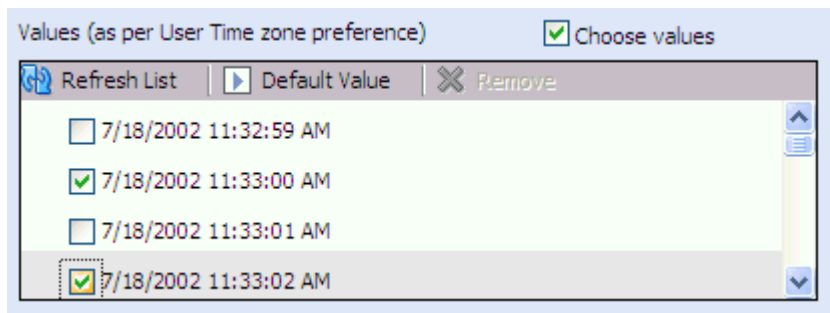 Values (as per User Time zone preference) Choose values
Refresh List Default Value Remove
7/18/2002 11:32:59 AM
7/18/2002 11:33:00 AM
7/18/2002 11:33:01 AM
7/18/2002 11:33:02 AM